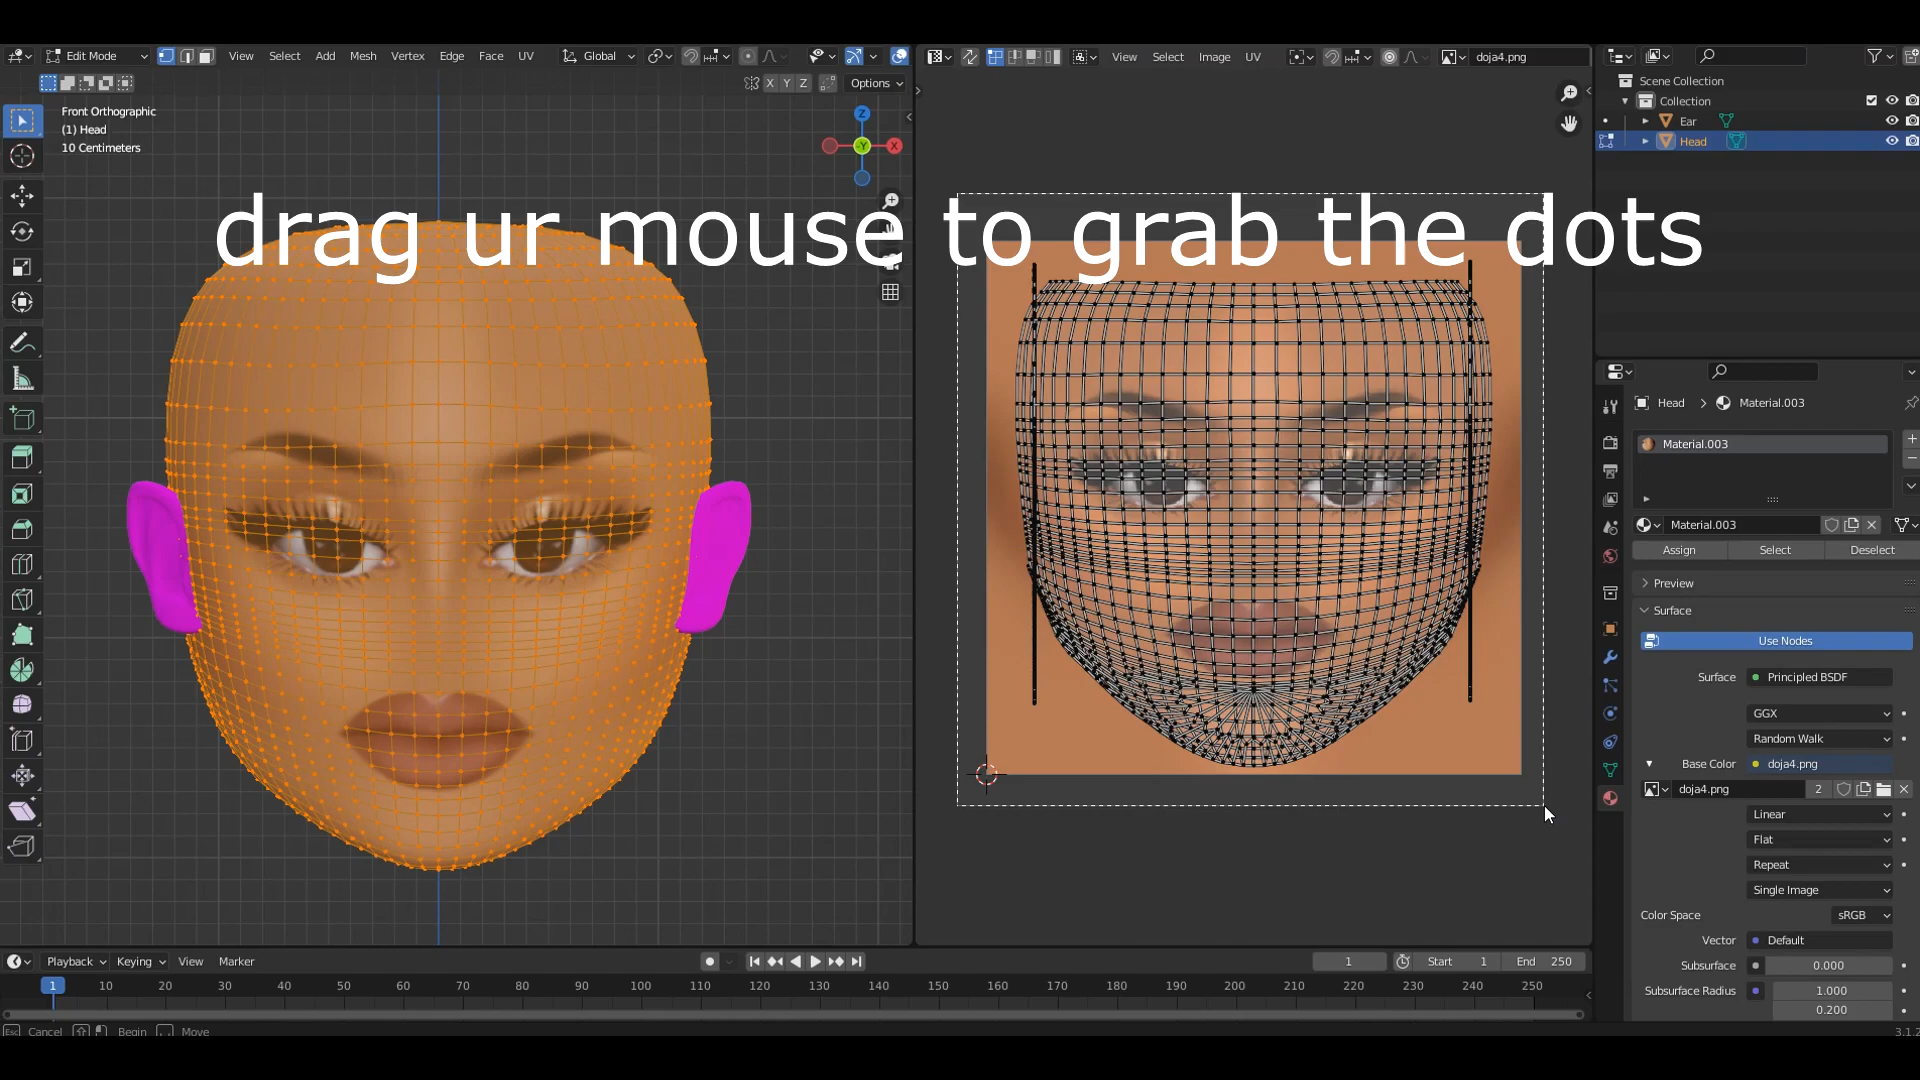 Edit Mode View Select Add Mesh Vertex Edge Face UV Global
View Select Image UV doja4.png
X Y Z Options
Front Orthographic
(1) Head
10 Centimeters
Z
-Y X
drag ur mouse to grab the dots
Scene Collection
Collection
Ear
Head
Head Material.003
Material.003
Material.003
Assign Select Deselect
Preview
Surface
Use Nodes
Surface Principled BSDF
GGX
Random Walk
Base Color doja4.png
doja4.png 2
Linear
Flat
Repeat
Single Image
Color Space sRGB
Vector Default
Subsurface 0.000
Subsurface Radius 1.000
0.200
Playback Keying View Marker 1 Start 1 End 250
1 10 20 30 40 50 60 70 80 90 100 110 120 130 140 150 160 170 180 190 200 210 220 230 240 250
Esc Cancel Begin Move